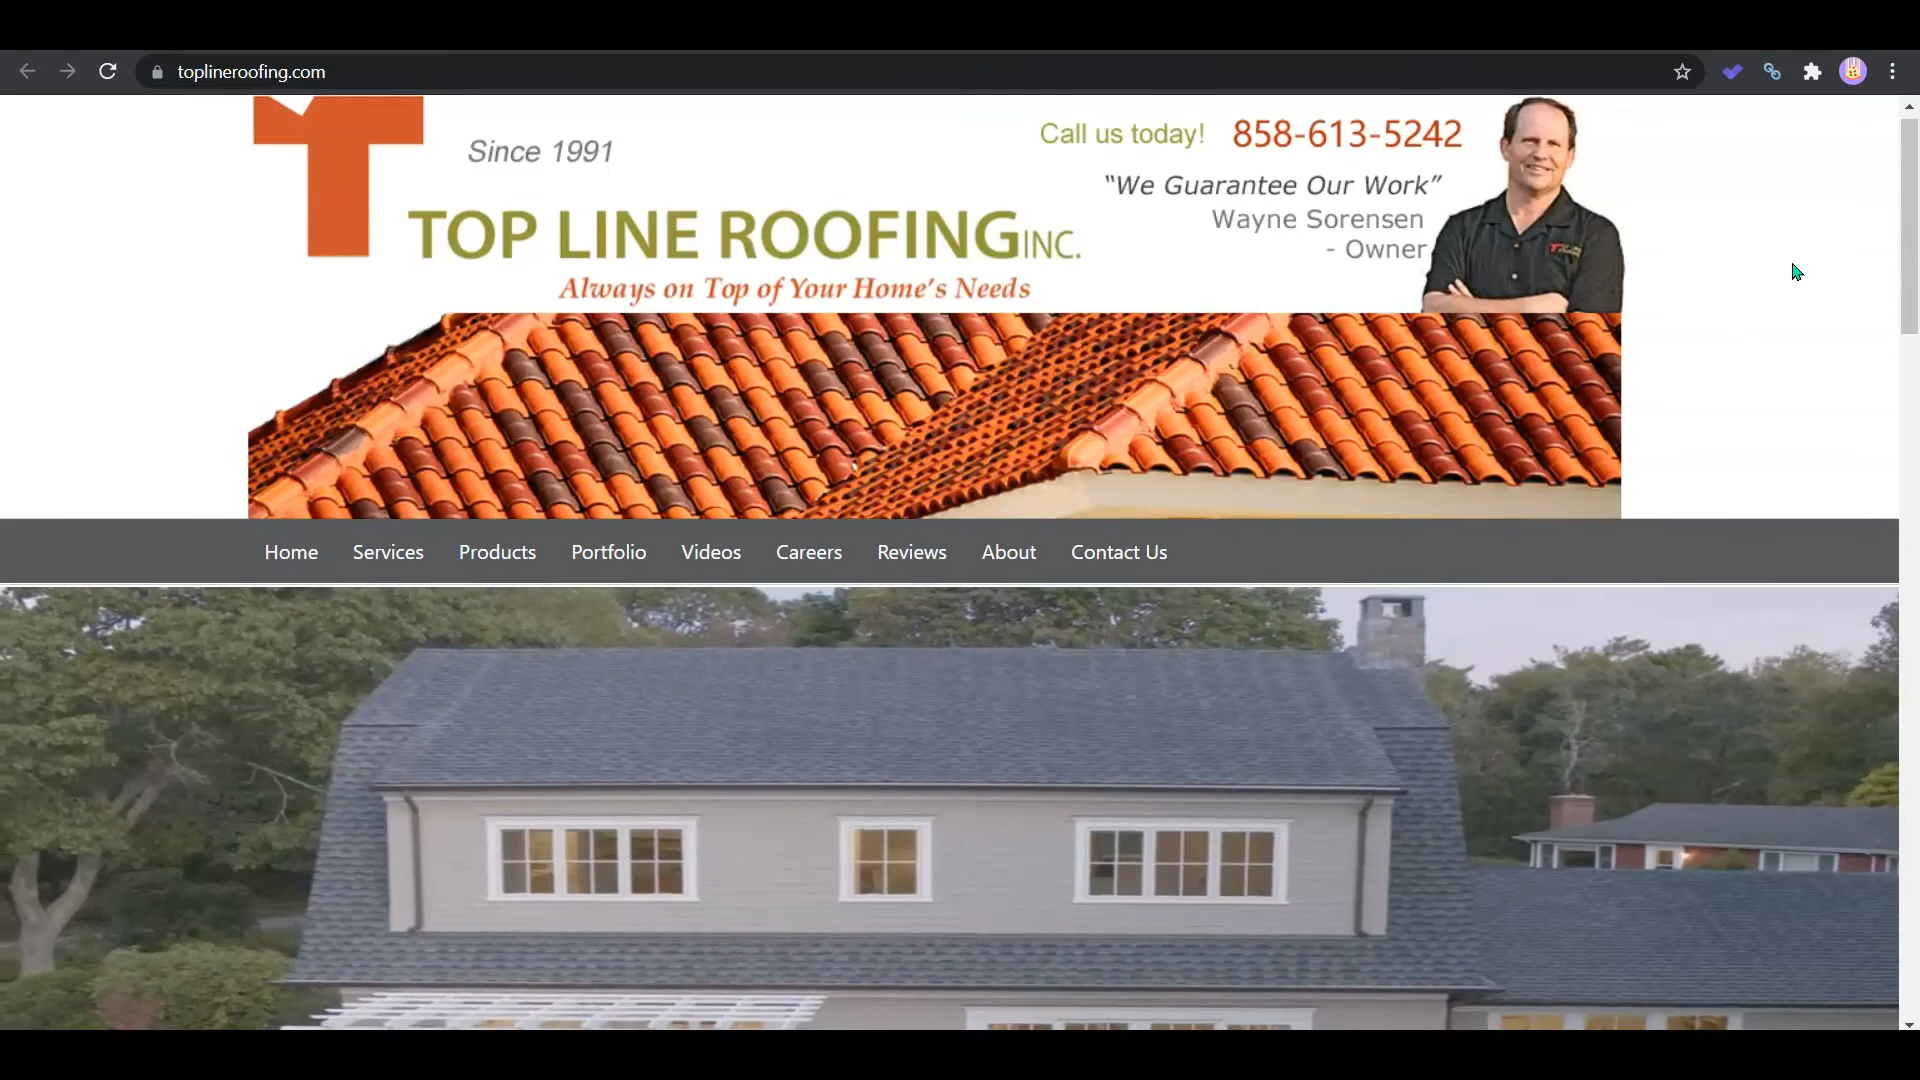 toplineroofing.com
Since 1991
Call us today! 858-613-5242
“We Guarantee Our Work”
Wayne Sorensen
- Owner
TOP LINE ROOFING INC.
Always on Top of Your Home's Needs
Home Services Products Portfolio Videos Careers Reviews About Contact Us